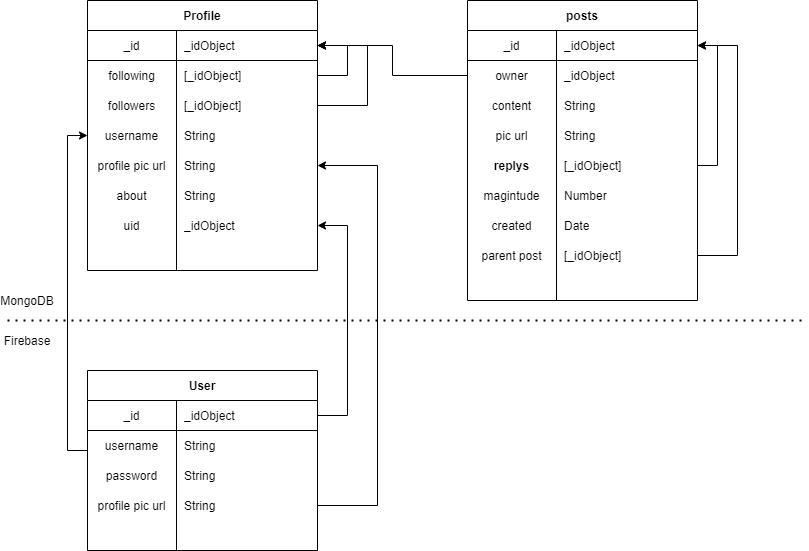 Profile
_id _idObject
following [_idObject]
followers [_idObject]
username String
profile pic url String
about String
uid _idObject
posts
_id _idObject
owner _idObject
content String
pic url String
replys [_idObject]
magintude Number
created Date
parent post [_idObject]
MongoDB
Firebase
User
_id _idObject
username String
password String
profile pic url String